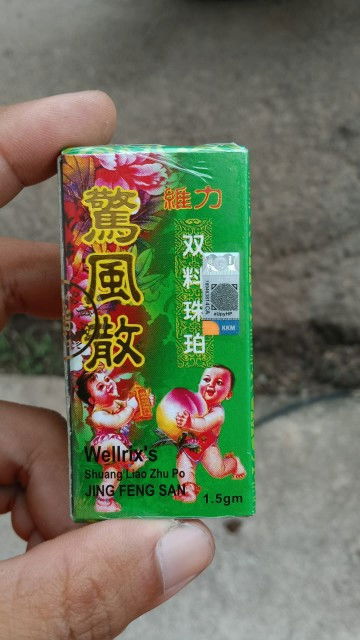 維力
驚風散
双料珠珀
KKM
Wellrix's
Shuang Liao Zhu Po
JING FENG SAN
1.5gm